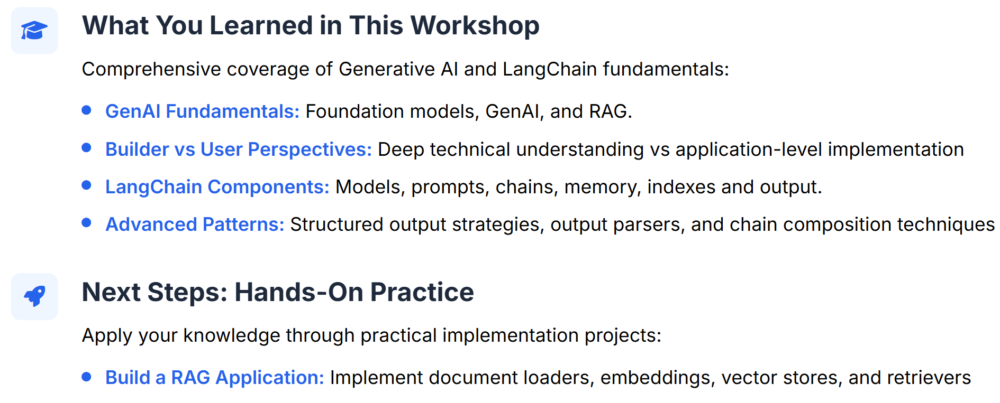 What You Learned in This Workshop
Comprehensive coverage of Generative AI and LangChain fundamentals:
GenAI Fundamentals: Foundation models, GenAI, and RAG.
Builder vs User Perspectives: Deep technical understanding vs application-level implementation
LangChain Components: Models, prompts, chains, memory, indexes and output.
Advanced Patterns: Structured output strategies, output parsers, and chain composition techniques
Next Steps: Hands-On Practice
Apply your knowledge through practical implementation projects:
Build a RAG Application: Implement document loaders, embeddings, vector stores, and retrievers